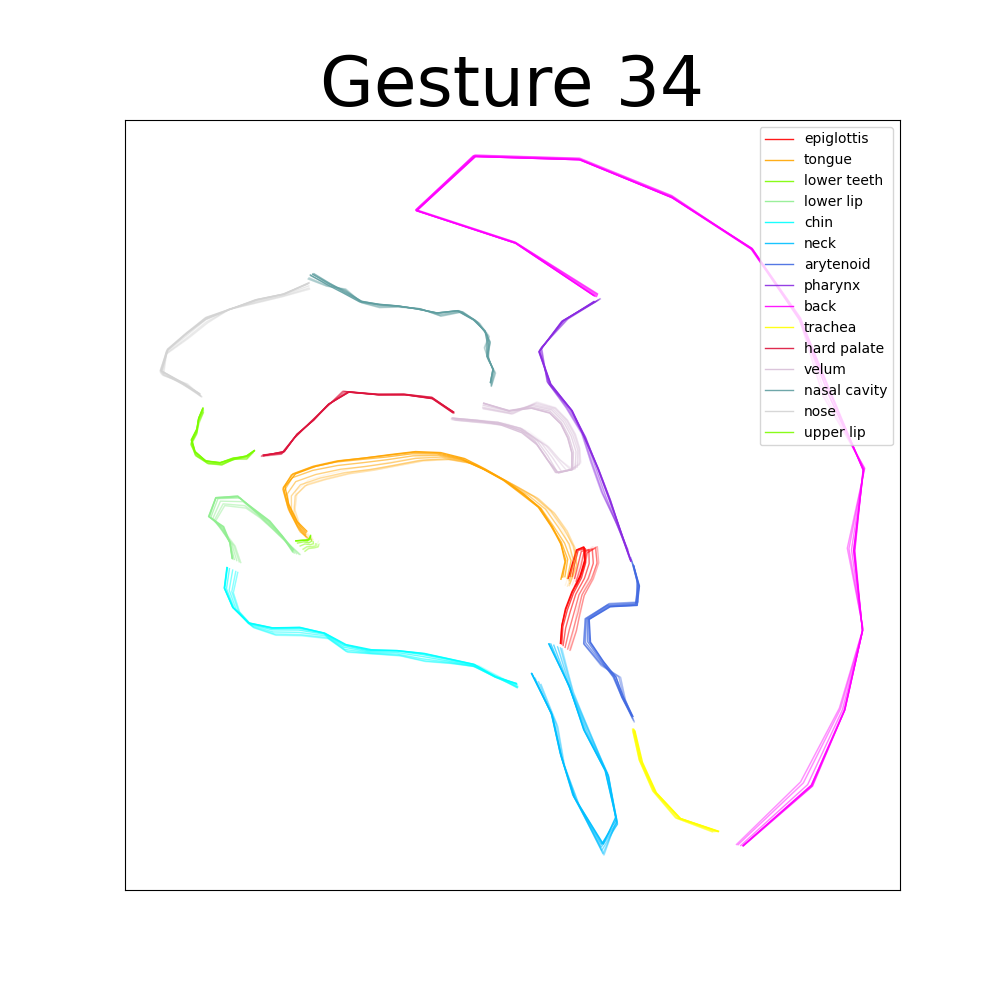 Gesture 34
epiglottis
tongue
lower teeth
lower lip
chin
neck
arytenoid
pharynx
back
trachea
hard palate
velum
nasal cavity
nose
upper lip